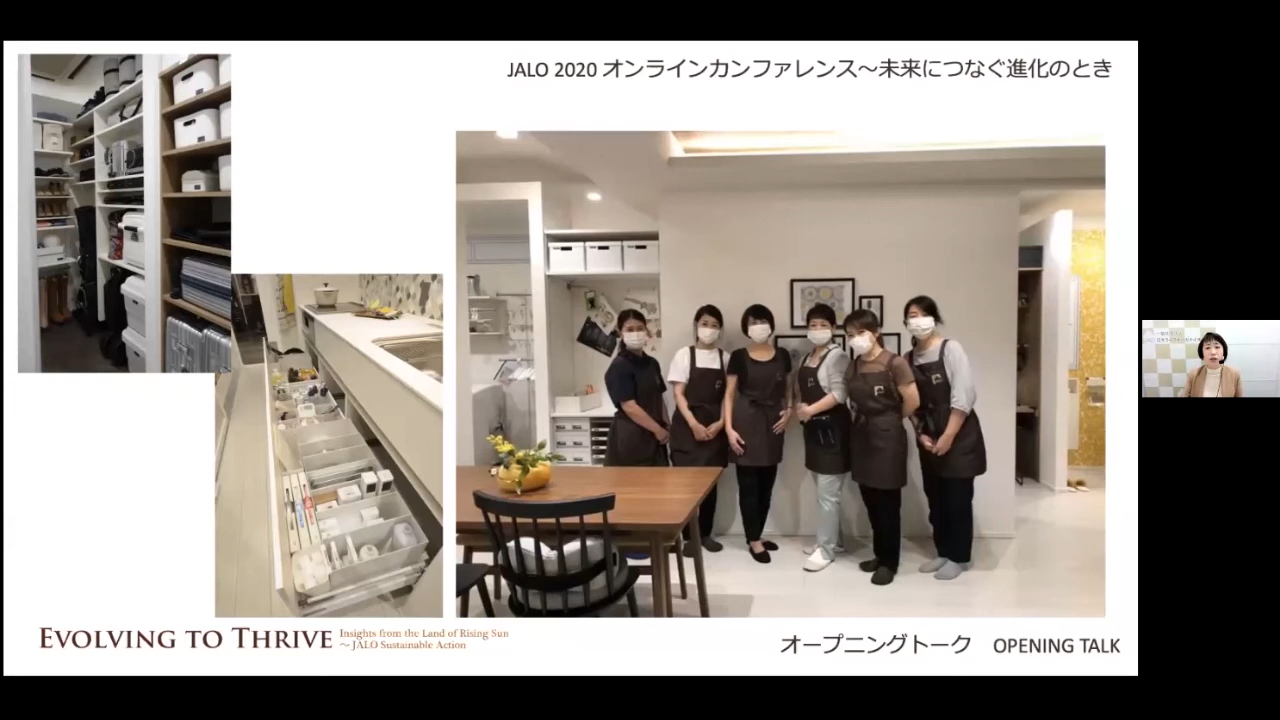 JALO 2020 オンラインカンファレンス～未来につなぐ進化のとき
EVOLVING TO THRIVE
Insights from the Land of Rising Sun
～JALO Sustainable Action
オープニングトーク OPENING TALK